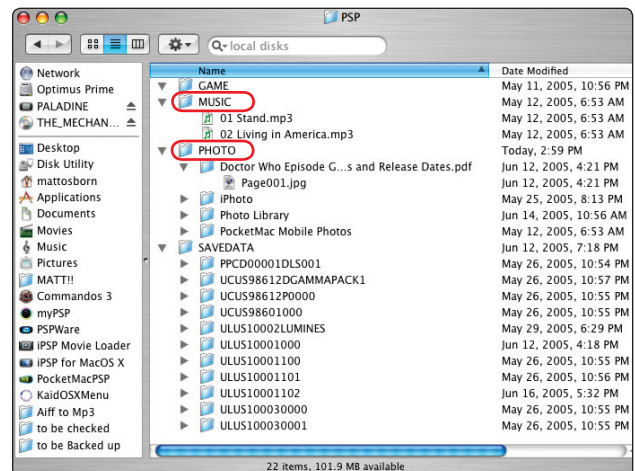 PSP
local disks
Network
Optimus Prime
PALADINE
THE_MECHAN...
Desktop
Disk Utility
mattosborn
Applications
Documents
Movies
Music
Pictures
MATT!!
Commandos 3
myPSP
PSPWare
iPSP Movie Loader
iPSP for MacOS X
PocketMacPSP
KaidOSXMenu
Aiff to Mp3
to be checked
to be Backed up
Name Date Modified
GAME May 11, 2005, 10:56 PM
MUSIC May 12, 2005, 6:53 AM
01 Stand.mp3 May 12, 2005, 6:53 AM
02 Living in America.mp3 May 12, 2005, 6:53 AM
PHOTO Today, 2:59 PM
Doctor Who Episode G...s and Release Dates.pdf Jun 12, 2005, 4:21 PM
Page001.jpg Jun 12, 2005, 4:21 PM
iPhoto May 25, 2005, 8:13 PM
Photo Library Jun 14, 2005, 10:56 AM
PocketMac Mobile Photos May 12, 2005, 6:53 AM
SAVEDATA Jun 12, 2005, 7:18 PM
PPCD00001DLS001 May 26, 2005, 10:54 PM
UCUS98612DGAMMAPACK1 May 26, 2005, 10:57 PM
UCUS98612P0000 May 26, 2005, 10:55 PM
UCUS98601000 May 26, 2005, 10:55 PM
ULUS10002LUMINES May 29, 2005, 6:29 PM
ULUS10001000 Jun 12, 2005, 4:18 PM
ULUS10001100 May 26, 2005, 10:55 PM
ULUS10001101 May 26, 2005, 10:56 PM
ULUS10001102 Jun 16, 2005, 5:32 PM
ULUS100030000 May 26, 2005, 10:55 PM
ULUS100030001 May 26, 2005, 10:55 PM
22 items, 101.9 MB available